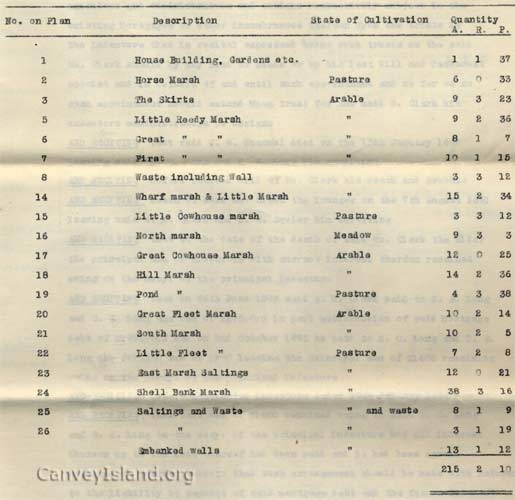 No. on Plan Description State of Cultivation Quantity
A. R. P.
1 House Building, Gardens etc. 1 1 37
2 Horse Marsh Pasture 6 0 33
3 The Skirts Arable 9 3 23
5 Little Reedy Marsh " 9 2 36
6 Great " " " 8 1 7
7 First " " " 10 1 15
8 Waste including Wall 3 3 12
14 Wharf marsh & Little Marsh " 15 2 34
15 Little Cowhouse marsh Pasture 3 3 12
16 North marsh Meadow 9 3 3
17 Great Cowhouse Marsh Arable 12 0 25
18 Hill Marsh " 14 2 36
19 Pond " Pasture 4 3 38
20 Great Fleet Marsh Arable 10 2 14
21 South Marsh " 10 2 5
22 Little Fleet " Pasture 7 2 8
23 East Marsh Saltings " 12 0 21
24 Shell Bank Marsh " 38 3 16
25 Saltings and Waste " and waste 8 1 9
26 " " 3 1 19
Embanked walls " 13 1 12
215 2 10
CanveyIsland.org